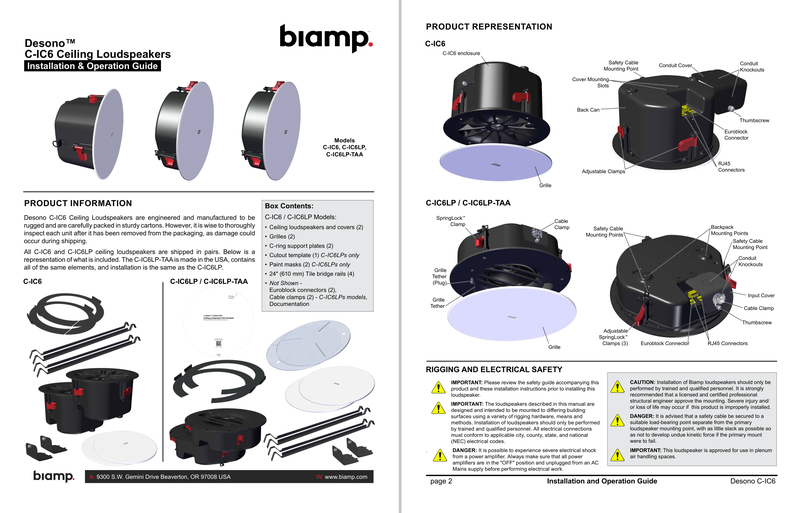 Desono™
C-IC6 Ceiling Loudspeakers
Installation & Operation Guide
biamp.
Models
C-IC6, C-IC6LP,
C-IC6LP-TAA
PRODUCT INFORMATION
Desono C-IC6 Ceiling Loudspeakers are engineered and manufactured to be
rugged and are carefully packed in sturdy cartons. However, it is wise to thoroughly
inspect each unit after it has been removed from the packaging, as damage could
occur during shipping.
All C-IC6 and C-IC6LP ceiling loudspeakers are shipped in pairs. Below is a
representation of what is included. The C-IC6LP-TAA is made in the USA, contains
all of the same elements, and installation is the same as the C-IC6LP.
Box Contents:
C-IC6 / C-IC6LP Models:
• Ceiling loudspeakers and covers (2)
• Grilles (2)
• C-ring support plates (2)
• Cutout template (1) C-IC6LPs only
• Paint masks (2) C-IC6LPs only
• 24" (610 mm) Tile bridge rails (4)
• Not Shown -
Euroblock connectors (2),
Cable clamps (2) - C-IC6LPs models,
Documentation
C-IC6
C-IC6LP / C-IC6LP-TAA
biamp.
A: 9300 S.W. Gemini Drive Beaverton, OR 97008 USA
W: www.biamp.com
PRODUCT REPRESENTATION
C-IC6
C-IC6 enclosure
Grille
Safety Cable
Mounting Point
Conduit Cover
Conduit
Knockouts
Cover Mounting
Slots
Back Can
Thumbscrew
Euroblock
Connector
RJ45
Connectors
Adjustable Clamps
C-IC6LP / C-IC6LP-TAA
SpringLock™
Clamp
Cable
Clamp
Grille
Tether
(Plug)
Grille
Tether
Grille
Safety Cable
Mounting Points
Backpack
Mounting Points
Safety Cable
Mounting Point
Conduit
Knockouts
Input Cover
Cable Clamp
Thumbscrew
Adjustable
SpringLock™
Clamps (3)
Euroblock Connector
RJ45 Connectors
RIGGING AND ELECTRICAL SAFETY
IMPORTANT: Please review the safety guide accompanying this
product and these installation instructions prior to installing this
loudspeaker.
IMPORTANT: The loudspeakers described in this manual are
designed and intended to be mounted to differing building
surfaces using a variety of rigging hardware, means and
methods. Installation of loudspeakers should only be performed
by trained and qualified personnel. All electrical connections
must conform to applicable city, county, state, and national
(NEC) electrical codes.
DANGER: It is possible to experience severe electrical shock
from a power amplifier. Always make sure that all power
amplifiers are in the "OFF" position and unplugged from an AC
Mains supply before performing electrical work.
CAUTION: Installation of Biamp loudspeakers should only be
performed by trained and qualified personnel. It is strongly
recommended that a licensed and certified professional
structural engineer approve the mounting. Severe injury and/
or loss of life may occur if this product is improperly installed.
DANGER: It is advised that a safety cable be secured to a
suitable load-bearing point separate from the primary
loudspeaker mounting point, with as little slack as possible so
as not to develop undue kinetic force if the primary mount
were to fail.
IMPORTANT: This loudspeaker is approved for use in plenum
air handling spaces.
page 2
Installation and Operation Guide
Desono C-IC6